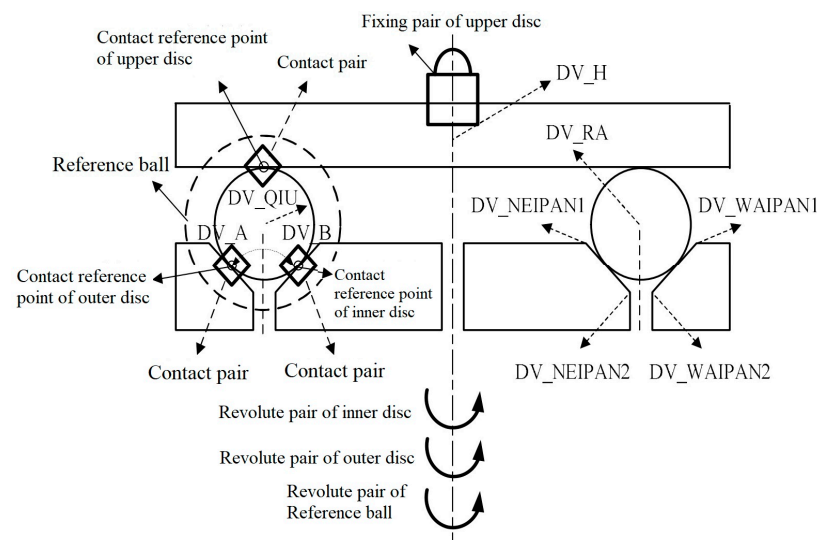 Fixing pair of upper disc
Contact reference point
of upper disc
Contact pair
DV_H
DV_RA
Reference ball
DV_QIU
DV_NEIPAN1
DV_WAIPAN1
DV_A
DV_B
Contact reference
point of outer disc
Contact
reference point
of inner disc
Contact pair
Contact pair
DV_NEIPAN2
DV_WAIPAN2
Revolute pair of inner disc
Revolute pair of outer disc
Revolute pair of
Reference ball